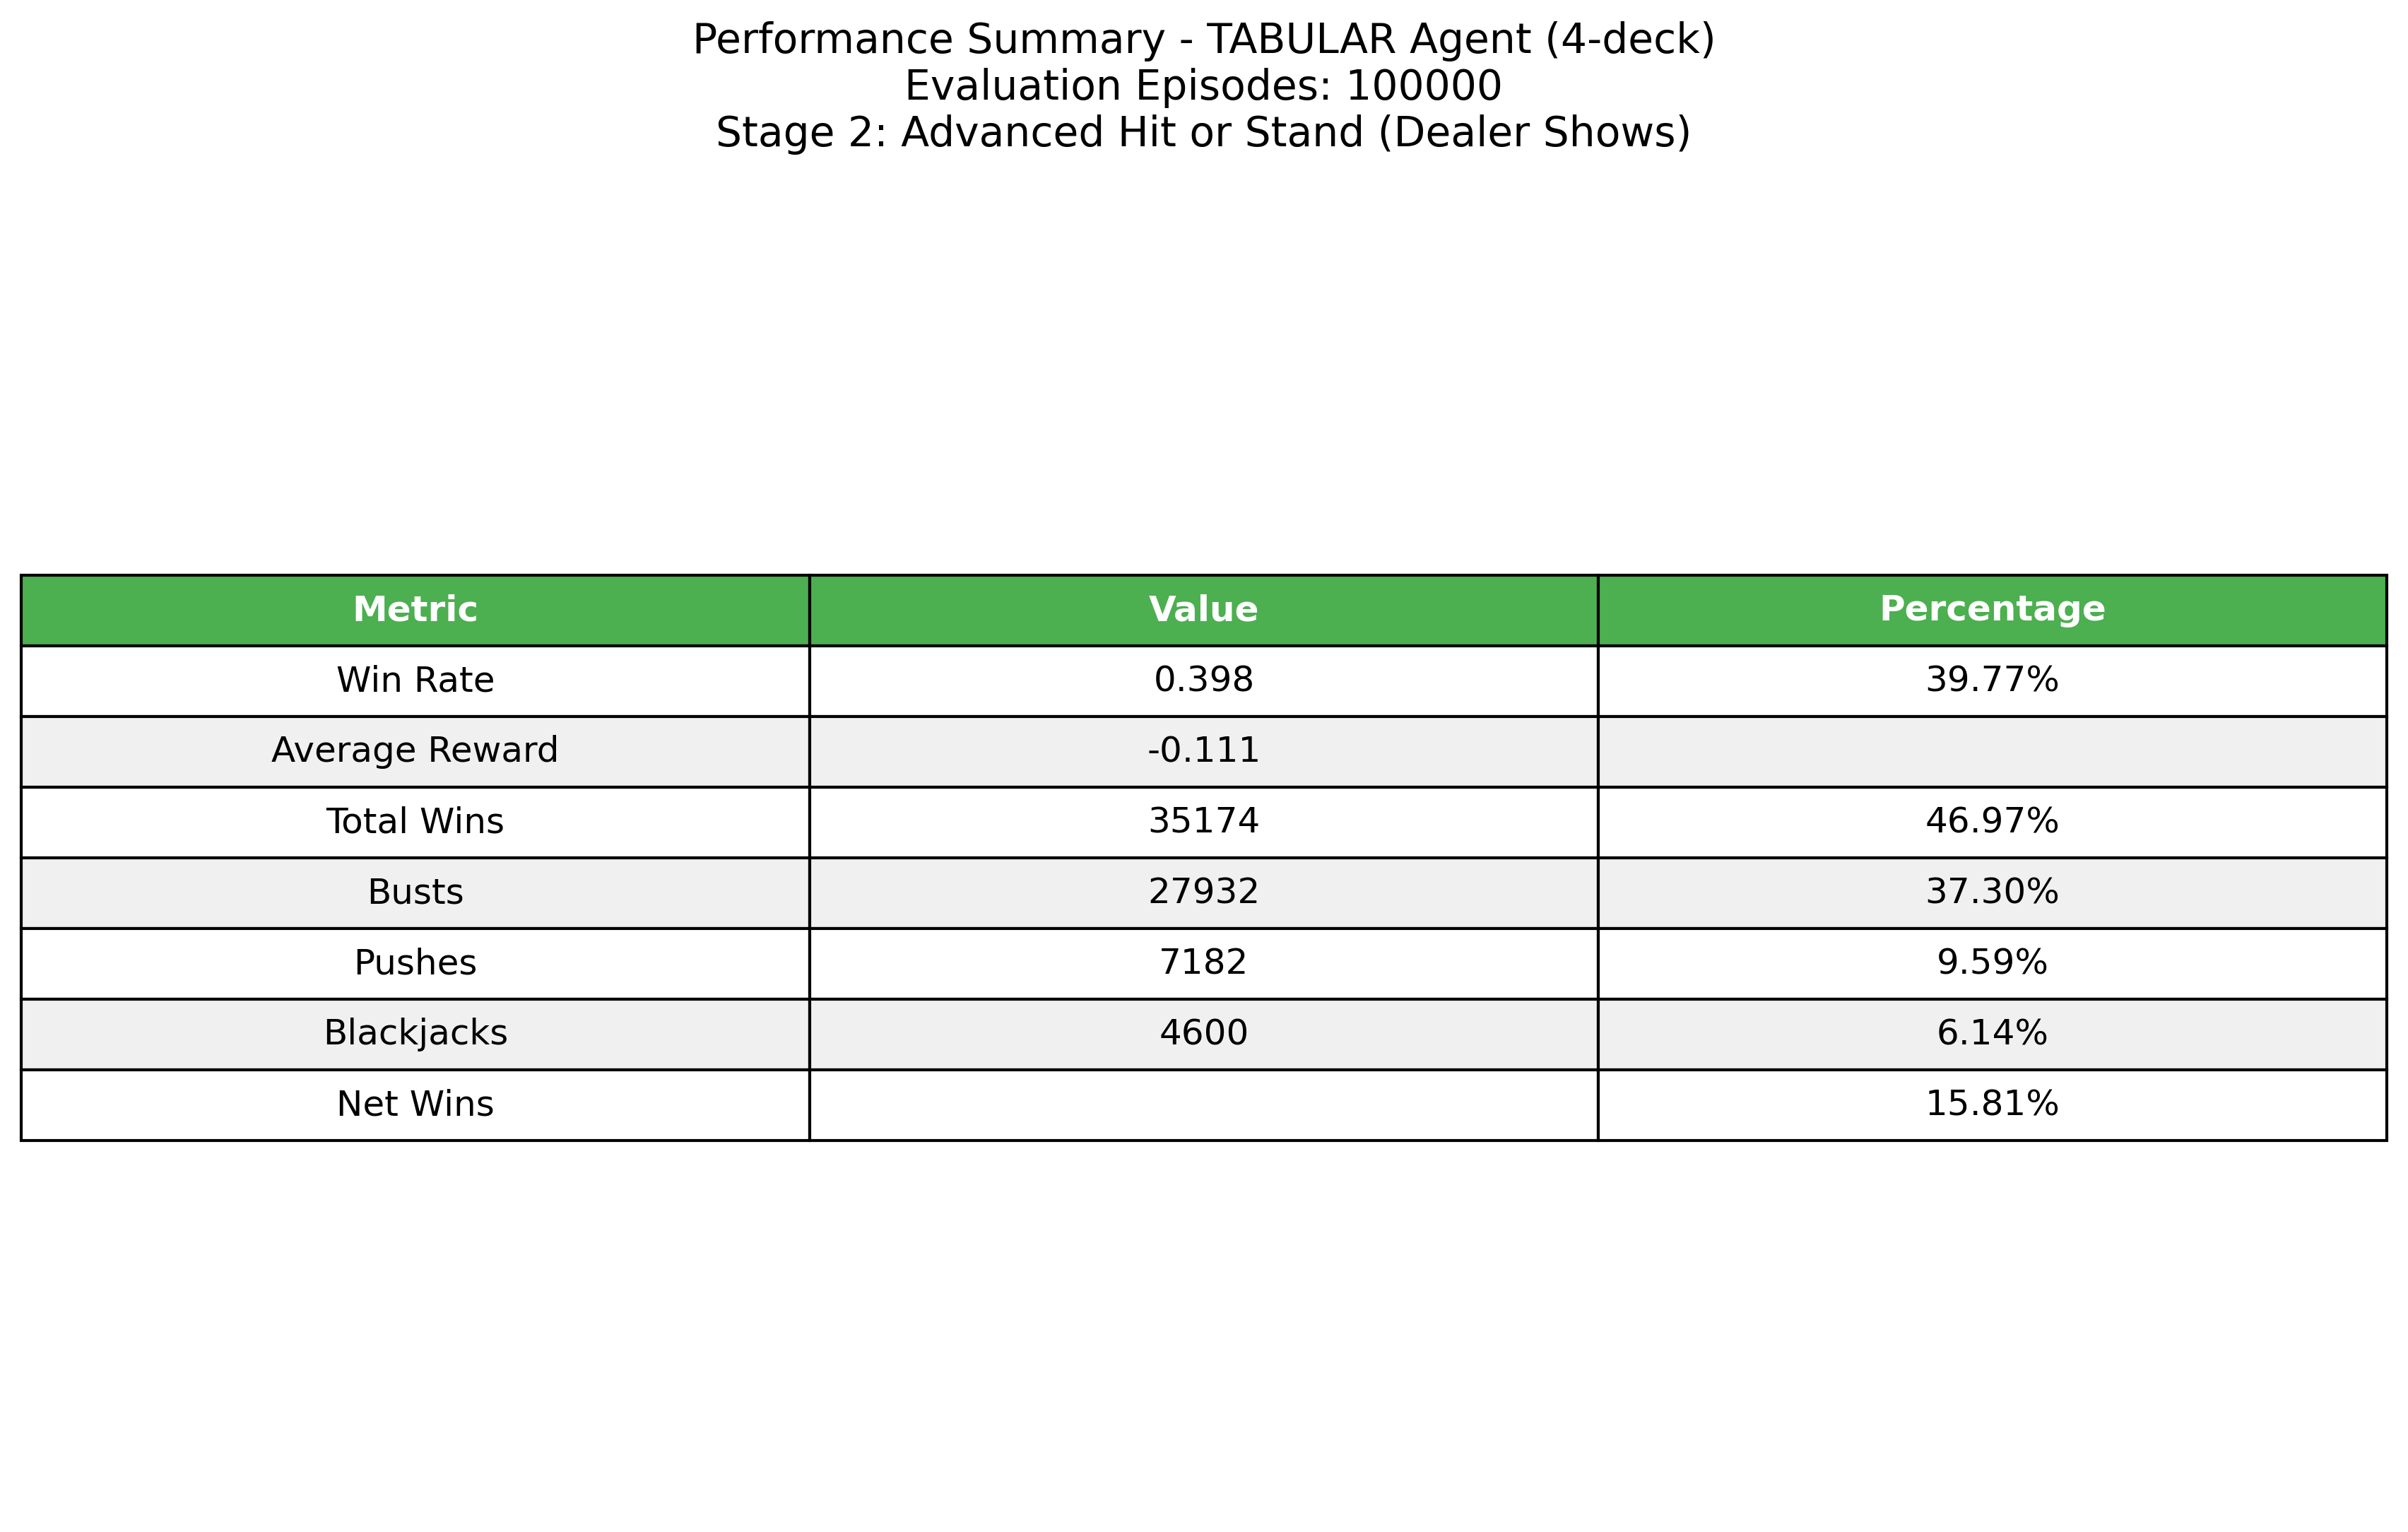 Performance Summary - TABULAR Agent (4-deck)
Evaluation Episodes: 100000
Stage 2: Advanced Hit or Stand (Dealer Shows)
Metric Value Percentage
Win Rate 0.398 39.77%
Average Reward -0.111
Total Wins 35174 46.97%
Busts 27932 37.30%
Pushes 7182 9.59%
Blackjacks 4600 6.14%
Net Wins 15.81%